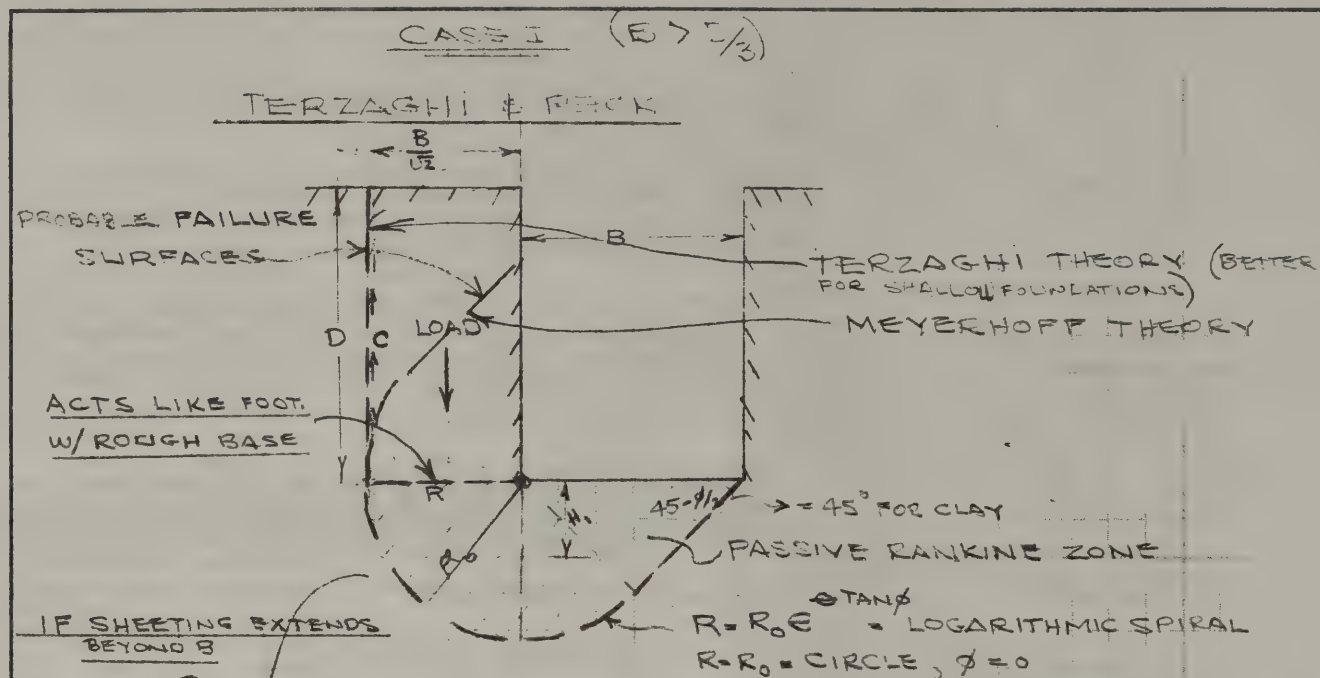 CASE I (E > D/3)
TERZAGHI & PECK
B
√2
PROBABLE FAILURE
SURFACES
B
TERZAGHI THEORY (BETTER
FOR SHALLOW FOUNDATIONS)
MEYERHOFF THEORY
D
C
LOAD
ACTS LIKE FOOT.
W/ ROUGH BASE
R
45-φ/2
= 45° FOR CLAY
H.
PASSIVE RANKINE ZONE
R₀
IF SHEETING EXTENDS
BEYOND B
R = R₀ε^θ TANφ = LOGARITHMIC SPIRAL
R = R₀ = CIRCLE, φ = 0